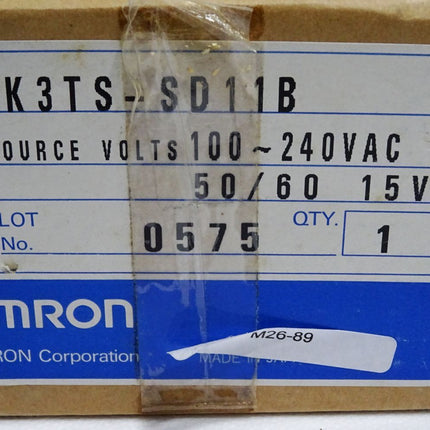 K3TS-SD11B
OURCE VOLTS 100~240VAC
50/60 15V
LOT No. 0575 QTY. 1
MRON
M26-89
RON Corporation MADE IN JA